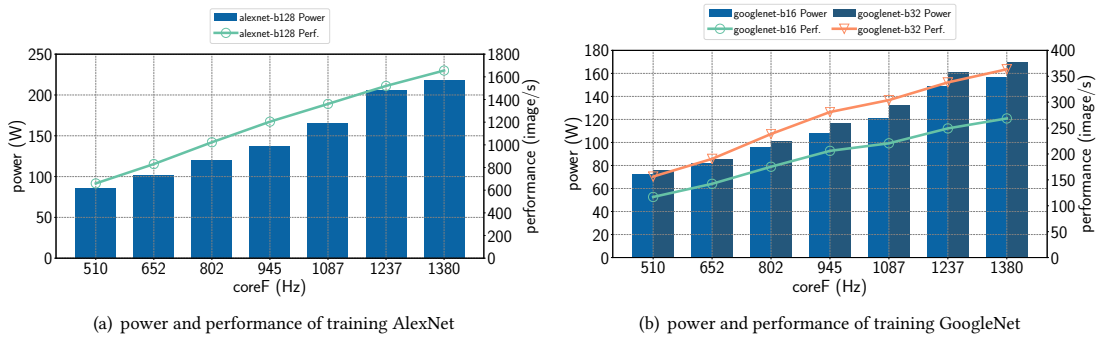 alexnet-b128 Power
alexnet-b128 Perf.
250
200
150
100
50
0
power (W)
1800
1600
1400
1200
1000
800
600
400
200
0
performance (image/s)
510 652 802 945 1087 1237 1380
coreF (Hz)
(a) power and performance of training AlexNet
googlenet-b16 Power googlenet-b32 Power
googlenet-b16 Perf. googlenet-b32 Perf.
180
160
140
120
100
80
60
40
20
0
power (W)
400
350
300
250
200
150
100
50
0
performance (image/s)
510 652 802 945 1087 1237 1380
coreF (Hz)
(b) power and performance of training GoogleNet